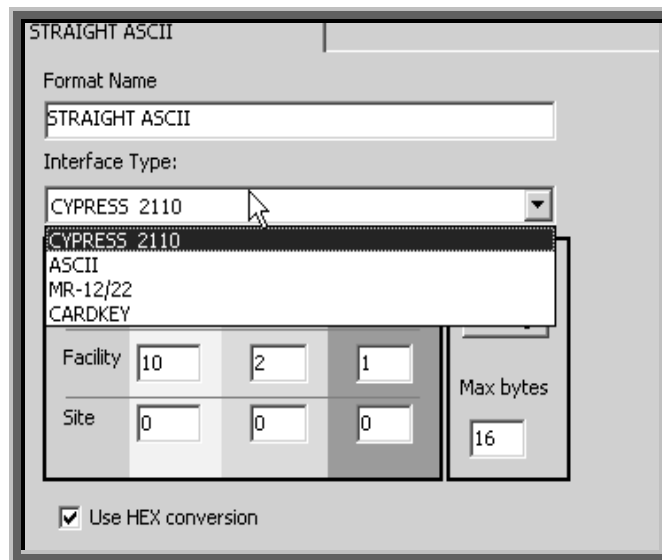 STRAIGHT ASCII
Format Name
STRAIGHT ASCII
Interface Type:
CYPRESS 2110
CYPRESS 2110
ASCII
MR-12/22
CARDKEY
Facility 10 2 1
Max bytes
Site 0 0 0
16
Use HEX conversion